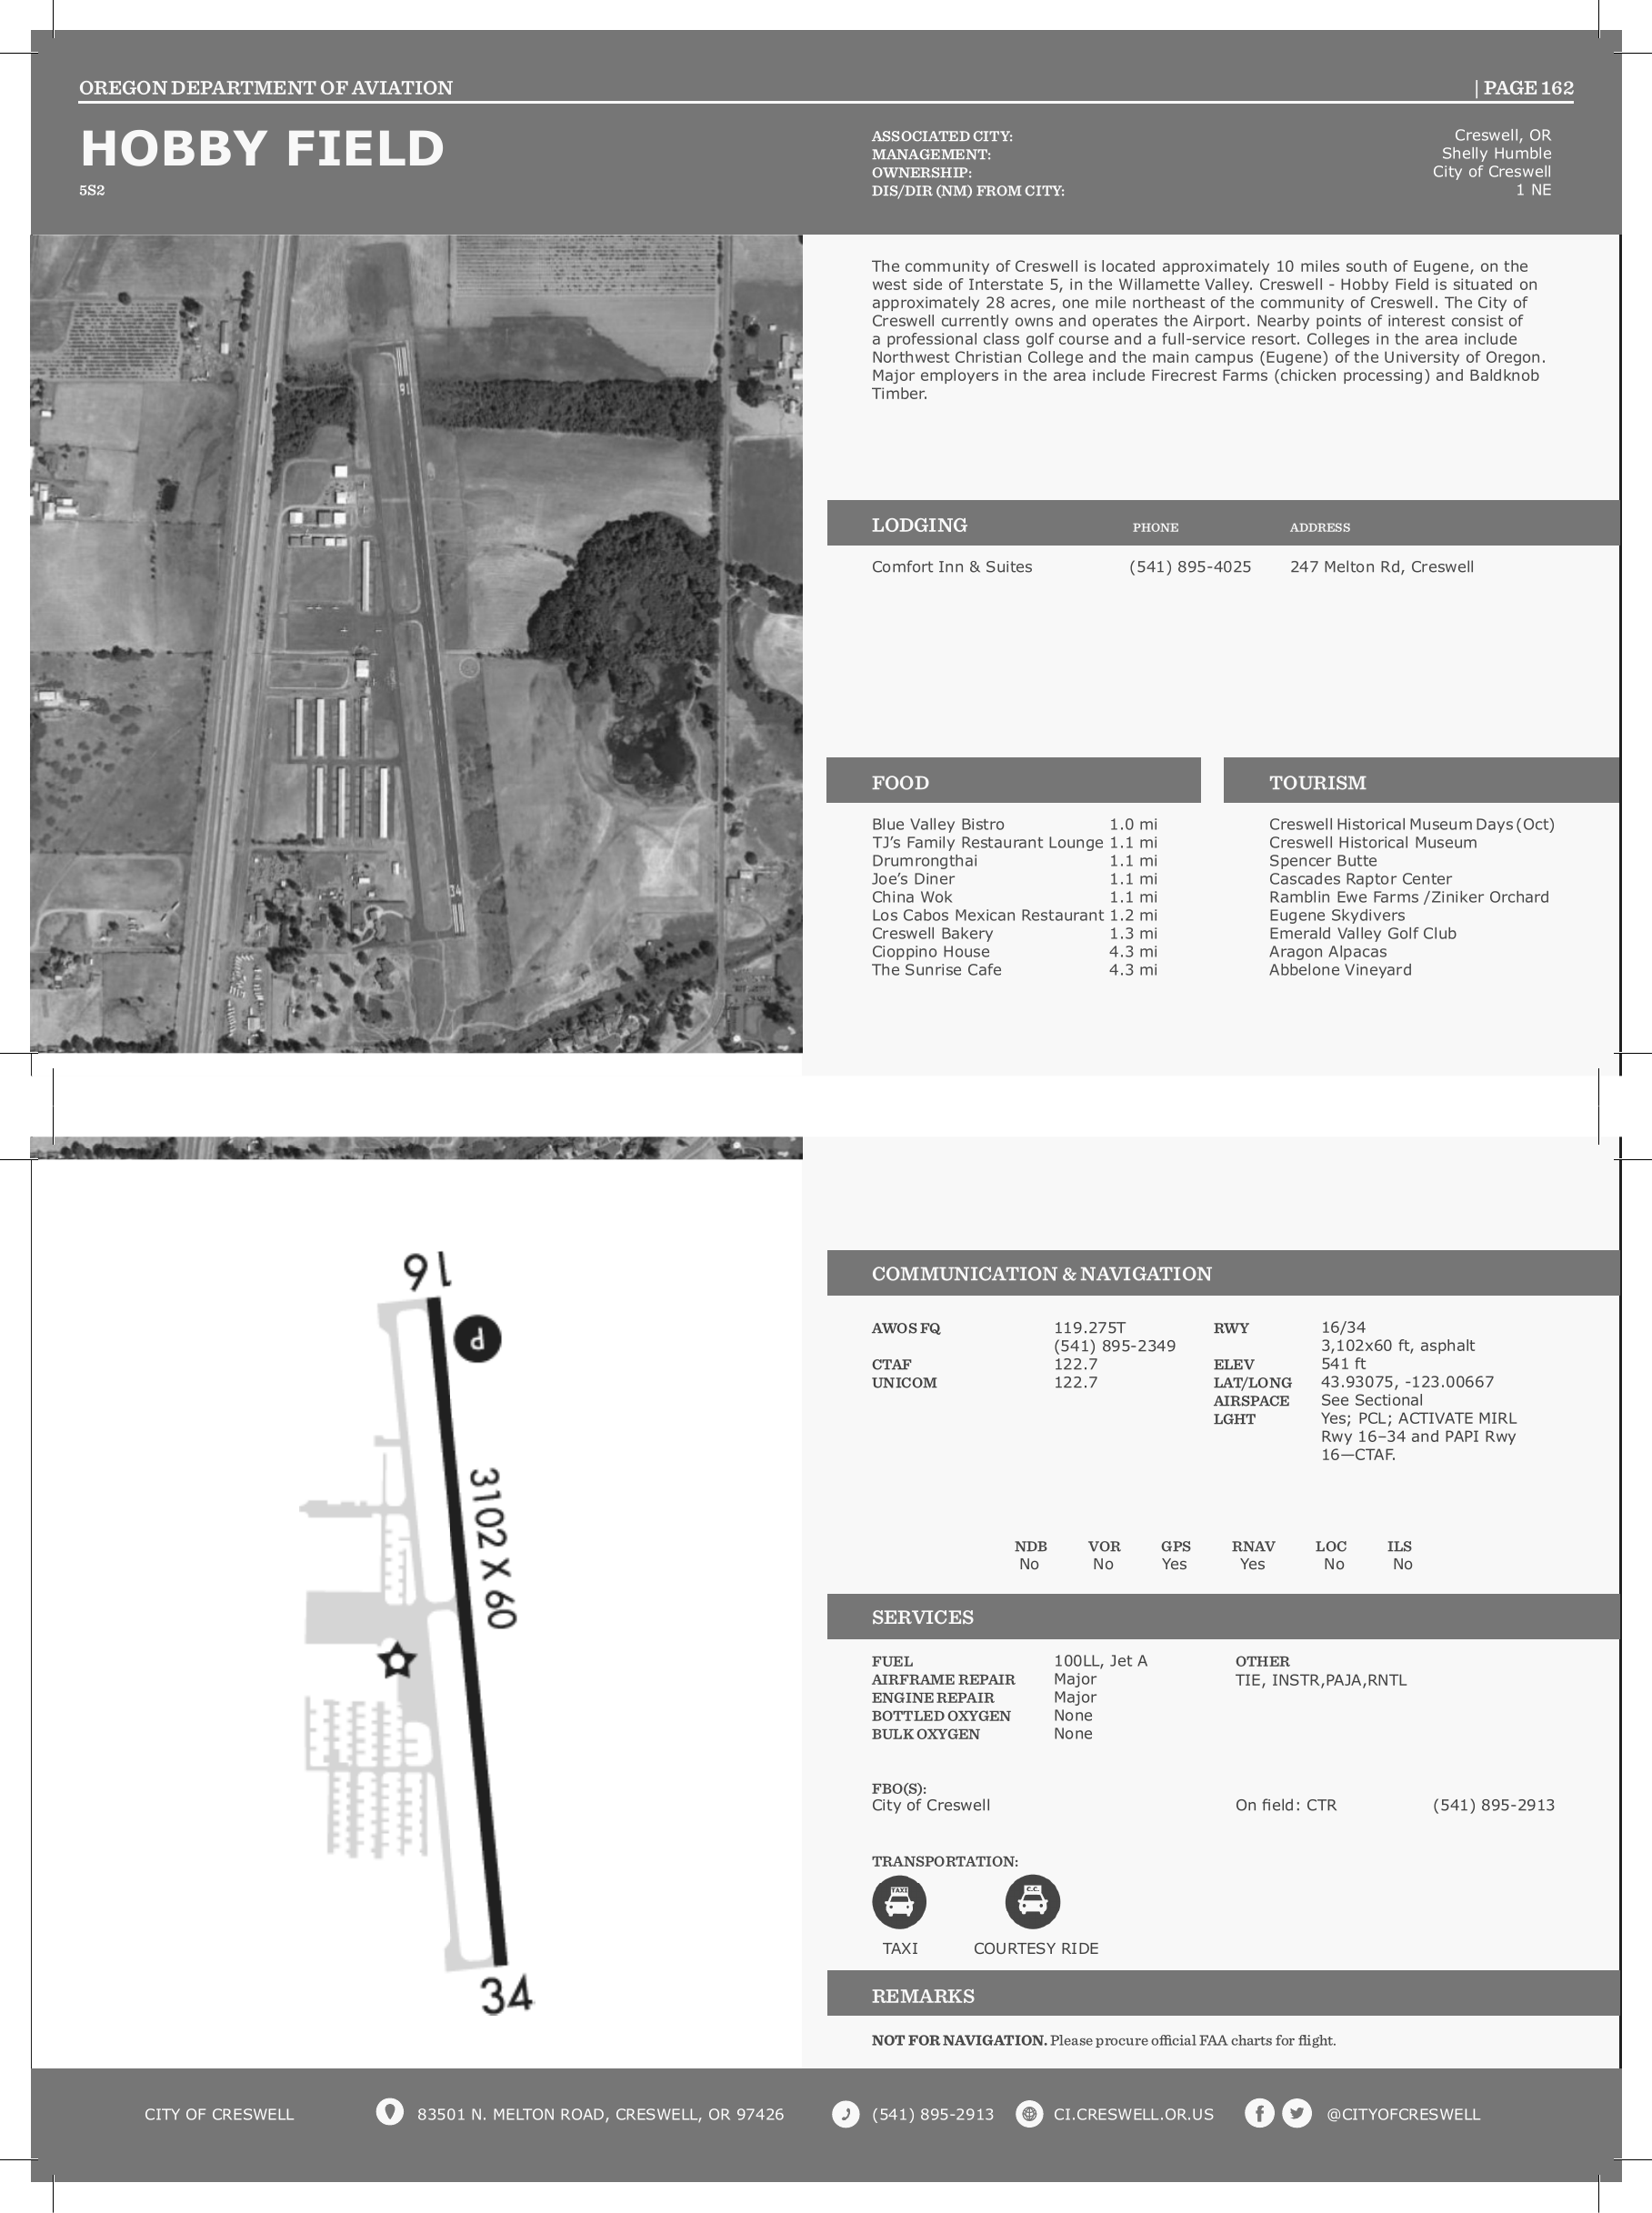 OREGON DEPARTMENT OF AVIATION
| PAGE 162
HOBBY FIELD
5S2
ASSOCIATED CITY: Creswell, OR
MANAGEMENT: Shelly Humble
OWNERSHIP: City of Creswell
DIS/DIR (NM) FROM CITY: 1 NE
16
34
The community of Creswell is located approximately 10 miles south of Eugene, on the
west side of Interstate 5, in the Willamette Valley. Creswell - Hobby Field is situated on
approximately 28 acres, one mile northeast of the community of Creswell. The City of
Creswell currently owns and operates the Airport. Nearby points of interest consist of
a professional class golf course and a full-service resort. Colleges in the area include
Northwest Christian College and the main campus (Eugene) of the University of Oregon.
Major employers in the area include Firecrest Farms (chicken processing) and Baldknob
Timber.
LODGING PHONE ADDRESS
Comfort Inn & Suites (541) 895-4025 247 Melton Rd, Creswell
FOOD
Blue Valley Bistro 1.0 mi
TJ’s Family Restaurant Lounge 1.1 mi
Drumrongthai 1.1 mi
Joe’s Diner 1.1 mi
China Wok 1.1 mi
Los Cabos Mexican Restaurant 1.2 mi
Creswell Bakery 1.3 mi
Cioppino House 4.3 mi
The Sunrise Cafe 4.3 mi
TOURISM
Creswell Historical Museum Days (Oct)
Creswell Historical Museum
Spencer Butte
Cascades Raptor Center
Ramblin Ewe Farms /Ziniker Orchard
Eugene Skydivers
Emerald Valley Golf Club
Aragon Alpacas
Abbelone Vineyard
16
P
3102 X 60
34
COMMUNICATION & NAVIGATION
AWOS FQ 119.275T
(541) 895-2349
CTAF 122.7
UNICOM 122.7
RWY 16/34
3,102x60 ft, asphalt
ELEV 541 ft
LAT/LONG 43.93075, -123.00667
AIRSPACE See Sectional
LGHT Yes; PCL; ACTIVATE MIRL
Rwy 16–34 and PAPI Rwy
16—CTAF.
NDB VOR GPS RNAV LOC ILS
No No Yes Yes No No
SERVICES
FUEL 100LL, Jet A
AIRFRAME REPAIR Major
ENGINE REPAIR Major
BOTTLED OXYGEN None
BULK OXYGEN None
OTHER
TIE, INSTR,PAJA,RNTL
FBO(S):
City of Creswell On field: CTR (541) 895-2913
TRANSPORTATION:
TAXI C.C.
TAXI COURTESY RIDE
REMARKS
NOT FOR NAVIGATION. Please procure official FAA charts for flight.
CITY OF CRESWELL 83501 N. MELTON ROAD, CRESWELL, OR 97426 (541) 895-2913 CI.CRESWELL.OR.US @CITYOFCRESWELL